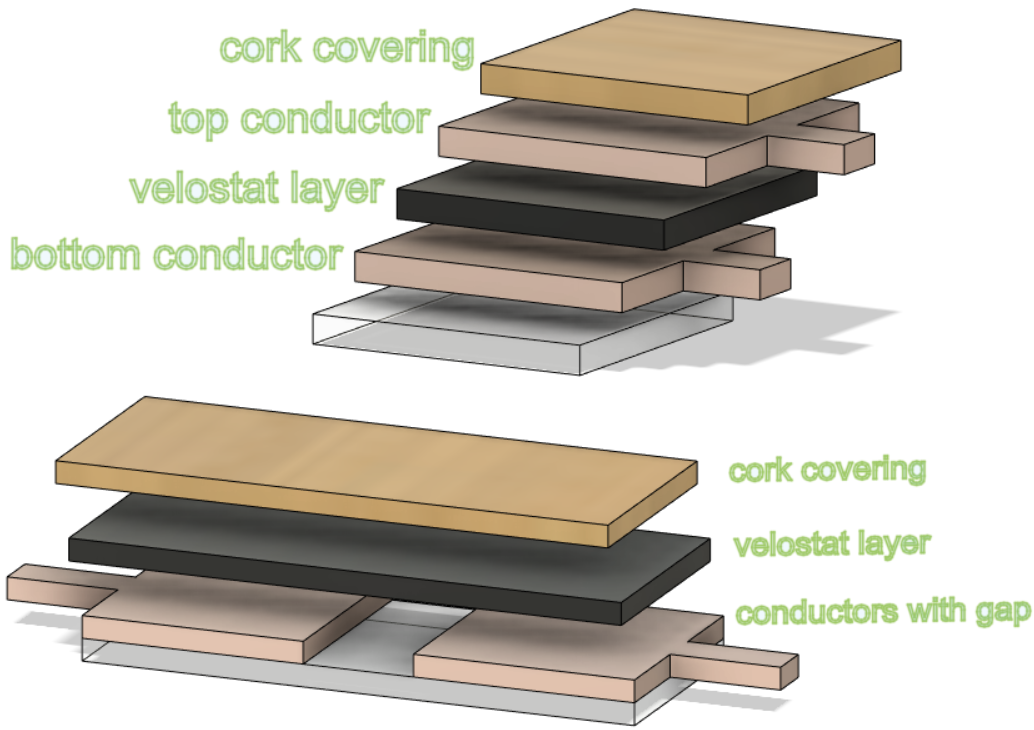 cork covering
top conductor
velostat layer
bottom conductor
cork covering
velostat layer
conductors with gap